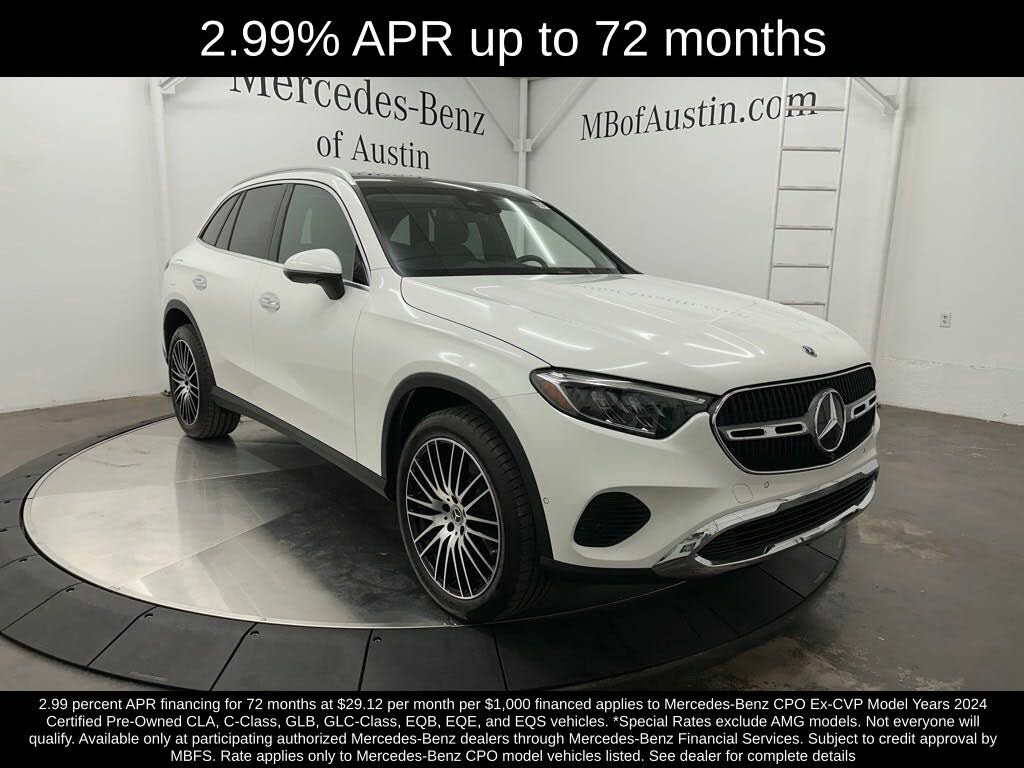 2.99% APR up to 72 months
Mercedes-Benz
of Austin
MBofAustin.com
2.99 percent APR financing for 72 months at $29.12 per month per $1,000 financed applies to Mercedes-Benz CPO Ex-CVP Model Years 2024
Certified Pre-Owned CLA, C-Class, GLB, GLC-Class, EQB, EQE, and EQS vehicles. *Special Rates exclude AMG models. Not everyone will
qualify. Available only at participating authorized Mercedes-Benz dealers through Mercedes-Benz Financial Services. Subject to credit approval by
MBFS. Rate applies only to Mercedes-Benz CPO model vehicles listed. See dealer for complete details